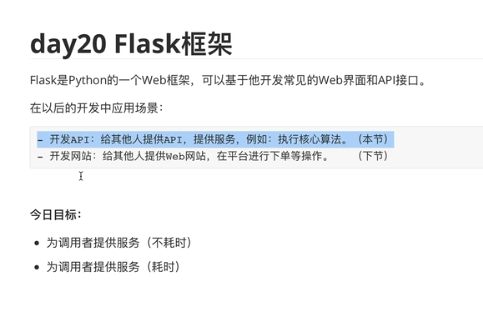 day20 Flask框架
Flask是Python的一个Web框架，可以基于他开发常见的Web界面和API接口。
在以后的开发中应用场景：
- 开发API：给其他人提供API，提供服务，例如：执行核心算法。（本节）
- 开发网站：给其他人提供Web网站，在平台进行下单等操作。 （下节）
今日目标：
• 为调用者提供服务（不耗时）
• 为调用者提供服务（耗时）